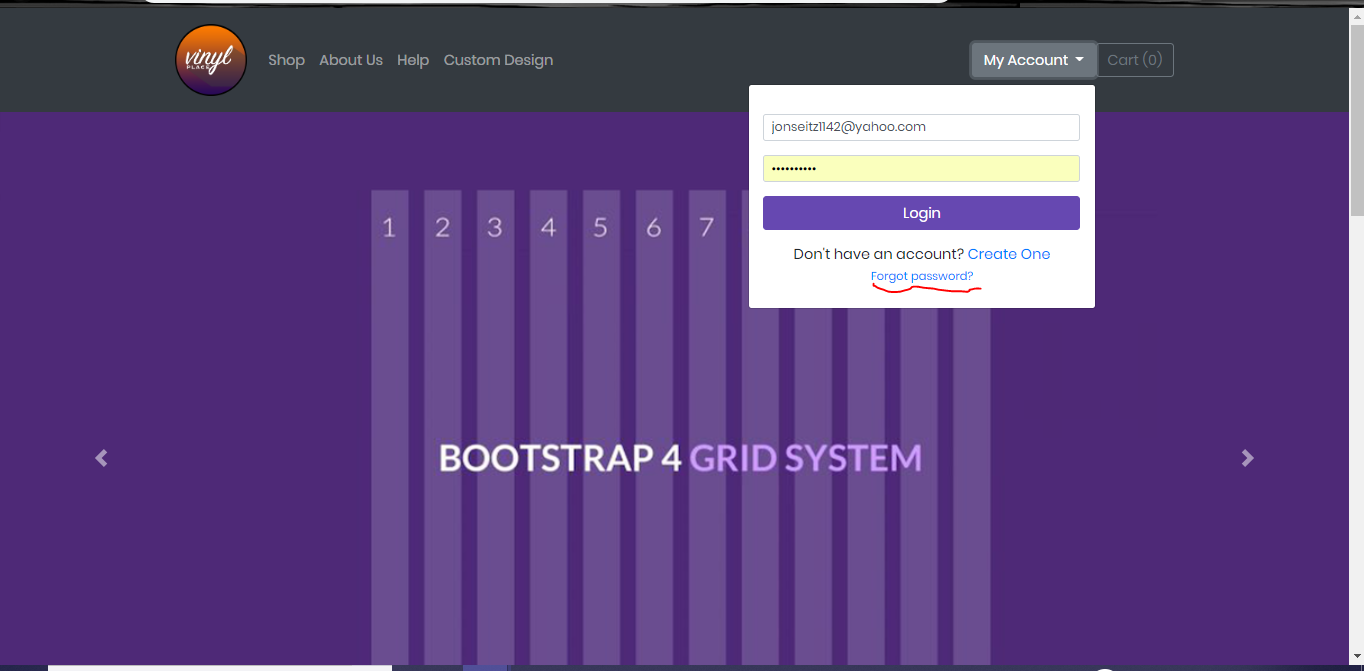 vinyl
PLACE
Shop About Us Help Custom Design
My Account Cart (0)
jonseitz1142@yahoo.com
••••••••••
Login
Don't have an account? Create One
Forgot password?
1 2 3 4 5 6 7
BOOTSTRAP 4 GRID SYSTEM